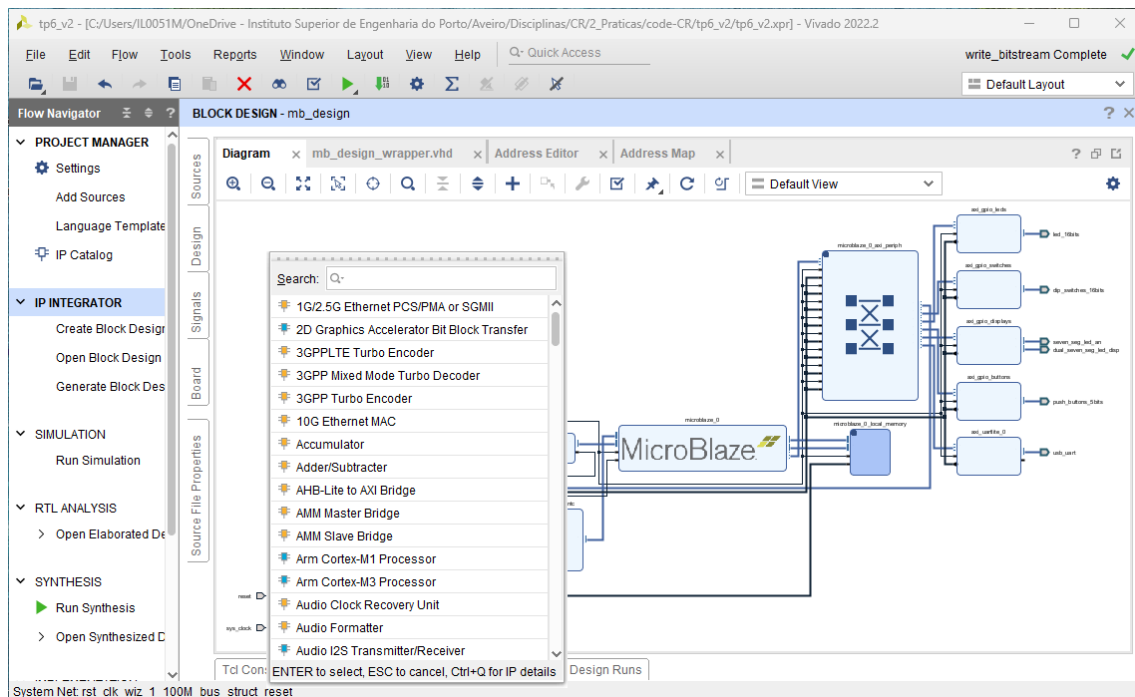 tp6_v2 - [C:/Users/IL0051M/OneDrive - Instituto Superior de Engenharia do Porto/Aveiro/Disciplinas/CR/2_Praticas/code-CR/tp6_v2/tp6_v2.xpr] - Vivado 2022.2
File Edit Flow Tools Reports Window Layout View Help Quick Access
write_bitstream Complete
Default Layout
Flow Navigator
BLOCK DESIGN - mb_design
PROJECT MANAGER
Settings
Add Sources
Language Template
IP Catalog
IP INTEGRATOR
Create Block Design
Open Block Design
Generate Block Des
SIMULATION
Run Simulation
RTL ANALYSIS
Open Elaborated De
SYNTHESIS
Run Synthesis
Open Synthesized D
Sources
Design
Signals
Board
Source File Properties
Diagram mb_design_wrapper.vhd Address Editor Address Map
Default View
Search:
1G/2.5G Ethernet PCS/PMA or SGMII
2D Graphics Accelerator Bit Block Transfer
3GPPLTE Turbo Encoder
3GPP Mixed Mode Turbo Decoder
3GPP Turbo Encoder
10G Ethernet MAC
Accumulator
Adder/Subtracter
AHB-Lite to AXI Bridge
AMM Master Bridge
AMM Slave Bridge
Arm Cortex-M1 Processor
Arm Cortex-M3 Processor
Audio Clock Recovery Unit
Audio Formatter
Audio I2S Transmitter/Receiver
ENTER to select, ESC to cancel, Ctrl+Q for IP details
microblaze_0_axi_periph
microblaze_0
MicroBlaze
microblaze_0_local_memory
axi_gpio_leds
led_16bits
axi_gpio_switches
dip_switches_16bits
axi_gpio_displays
seven_seg_led_an
dual_seven_seg_led_disp
axi_gpio_buttons
push_buttons_5bits
axi_uartlite_0
usb_uart
reset
sys_clock
Tcl Con
Design Runs
System Net: rst_clk_wiz_1_100M_bus_struct_reset